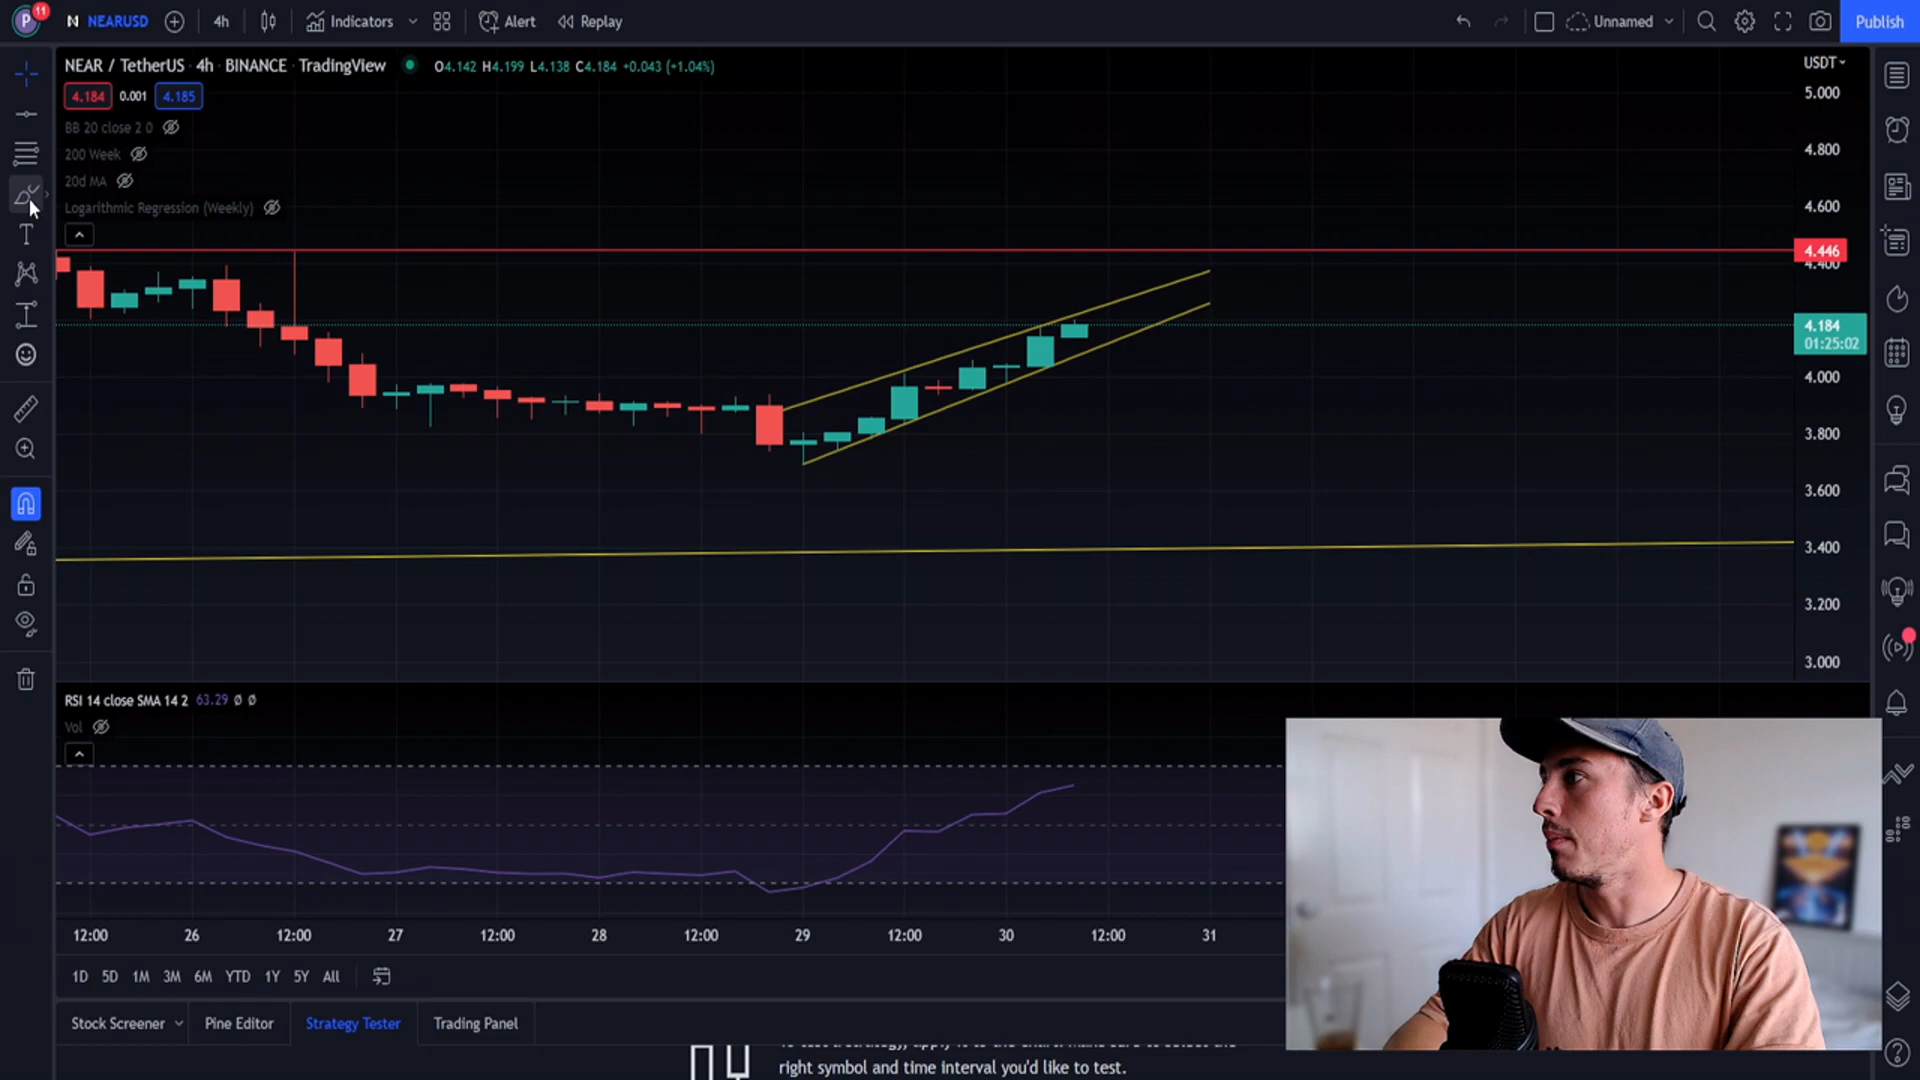 P 11 N NEARUSD 4h Indicators Alert Replay Unnamed Publish
NEAR / TetherUS · 4h · BINANCE · TradingView O4.142 H4.199 L4.138 C4.184 +0.043 (+1.04%) USDT
4.184 0.001 4.185
5.000
BB 20 close 2 0
4.800
200 Week
20d MA
4.600
Logarithmic Regression (Weekly)
4.446
4.400
4.184
01:25:02
4.000
3.800
3.600
3.400
3.200
3.000
RSI 14 close SMA 14 2 63.29 Ø Ø
Vol
12:00 26 12:00 27 12:00 28 12:00 29 12:00 30 12:00 31
1D 5D 1M 3M 6M YTD 1Y 5Y All
Stock Screener Pine Editor Strategy Tester Trading Panel
right symbol and time interval you'd like to test.